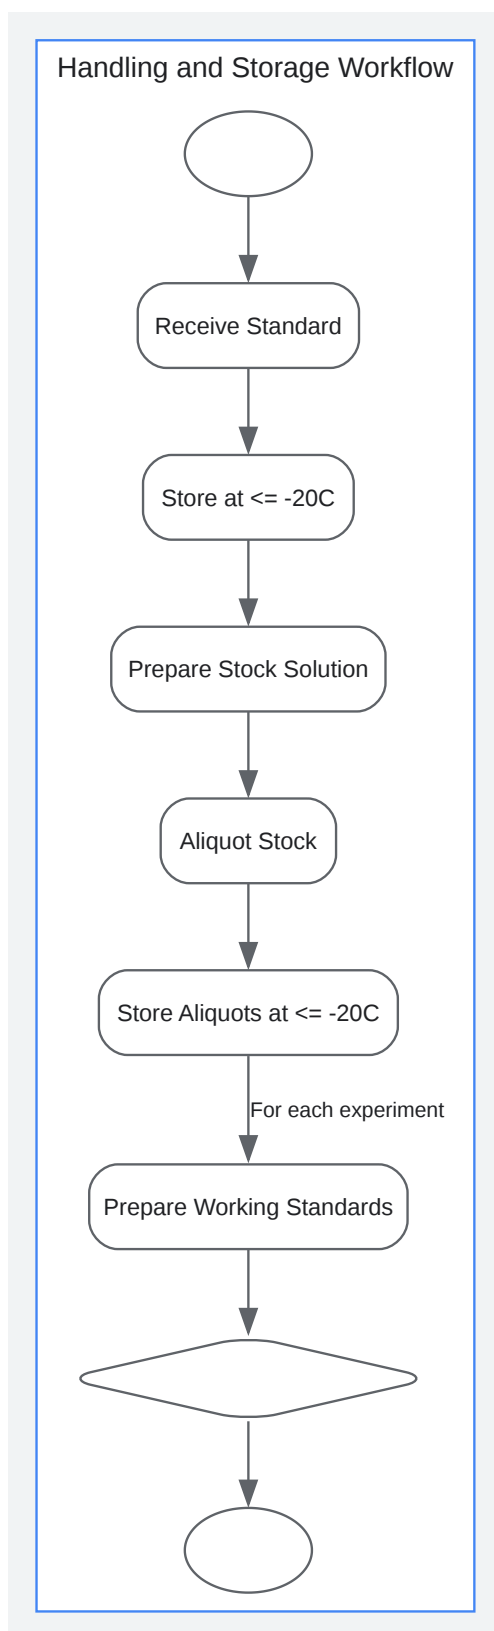 Handling and Storage Workflow
Receive Standard
Store at <= -20C
Prepare Stock Solution
Aliquot Stock
Store Aliquots at <= -20C
For each experiment
Prepare Working Standards